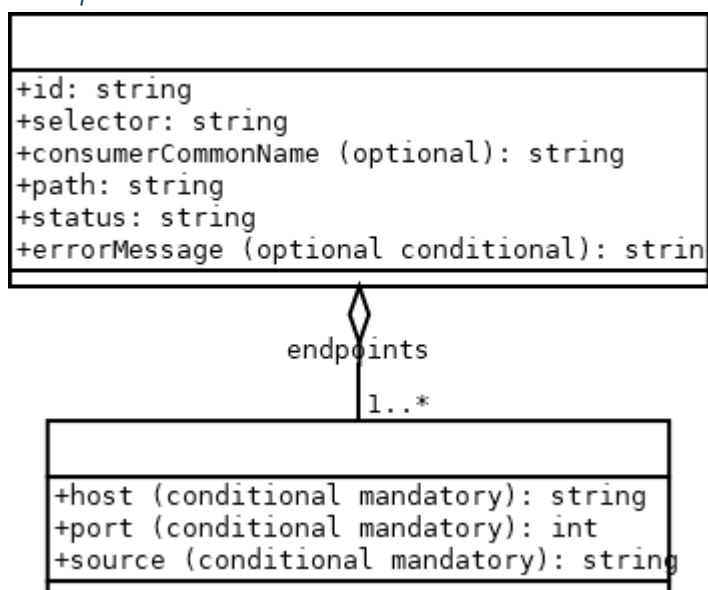 +id: string
+selector: string
+consumerCommonName (optional): string
+path: string
+status: string
+errorMessage (optional conditional): strin
endpoints
1..*
+host (conditional mandatory): string
+port (conditional mandatory): int
+source (conditional mandatory): string